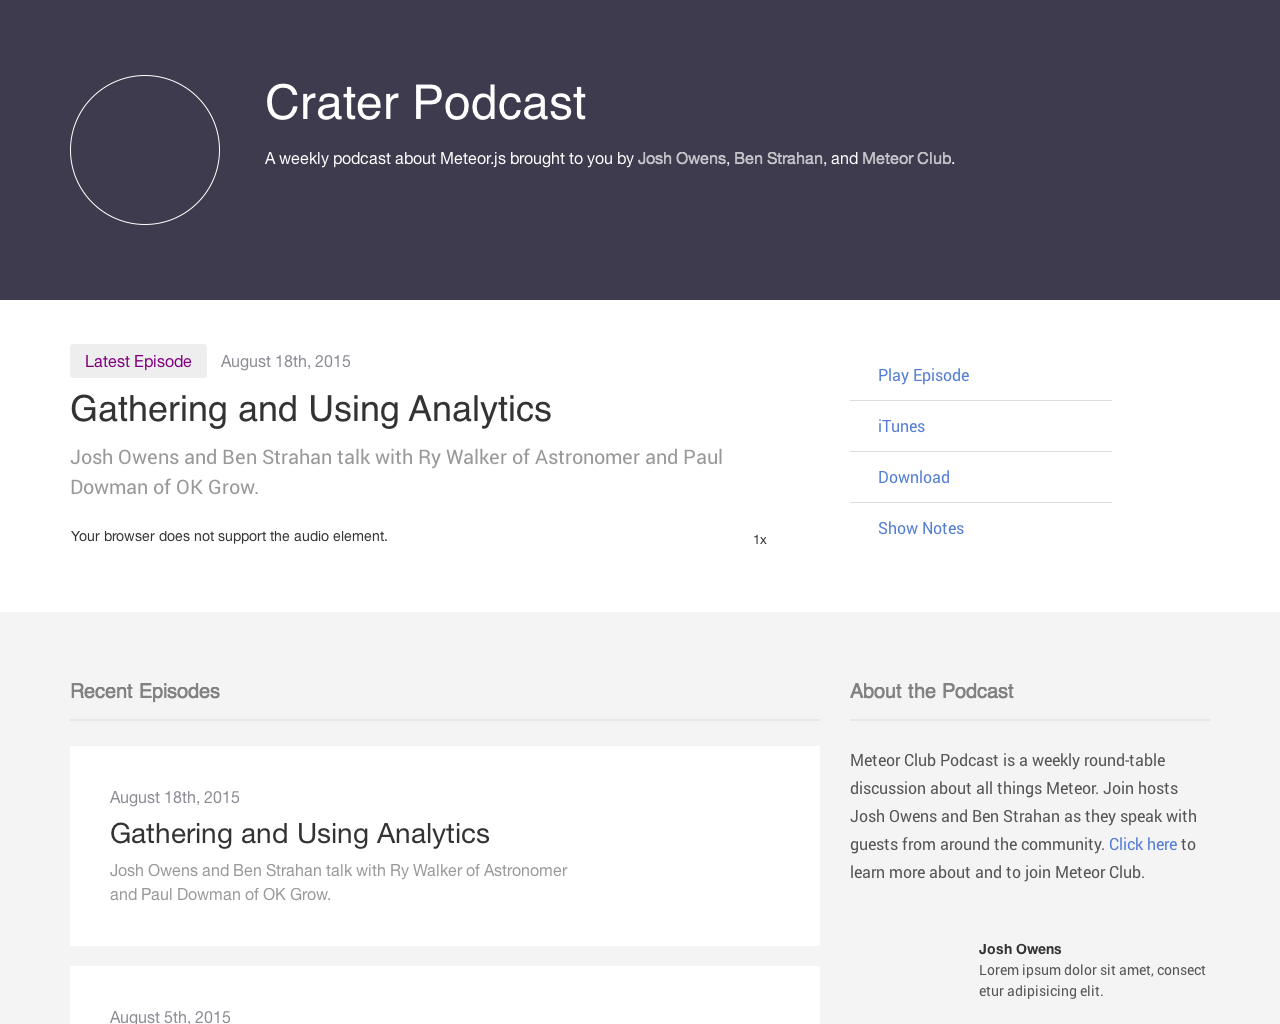 Crater Podcast
A weekly podcast about Meteor.js brought to you by Josh Owens, Ben Strahan, and Meteor Club.
Latest Episode August 18th, 2015
Gathering and Using Analytics
Josh Owens and Ben Strahan talk with Ry Walker of Astronomer and Paul
Dowman of OK Grow.
Your browser does not support the audio element.
1x
Play Episode
iTunes
Download
Show Notes
Recent Episodes
August 18th, 2015
Gathering and Using Analytics
Josh Owens and Ben Strahan talk with Ry Walker of Astronomer
and Paul Dowman of OK Grow.
August 5th, 2015
About the Podcast
Meteor Club Podcast is a weekly round-table
discussion about all things Meteor. Join hosts
Josh Owens and Ben Strahan as they speak with
guests from around the community. Click here to
learn more about and to join Meteor Club.
Josh Owens
Lorem ipsum dolor sit amet, consect
etur adipisicing elit.